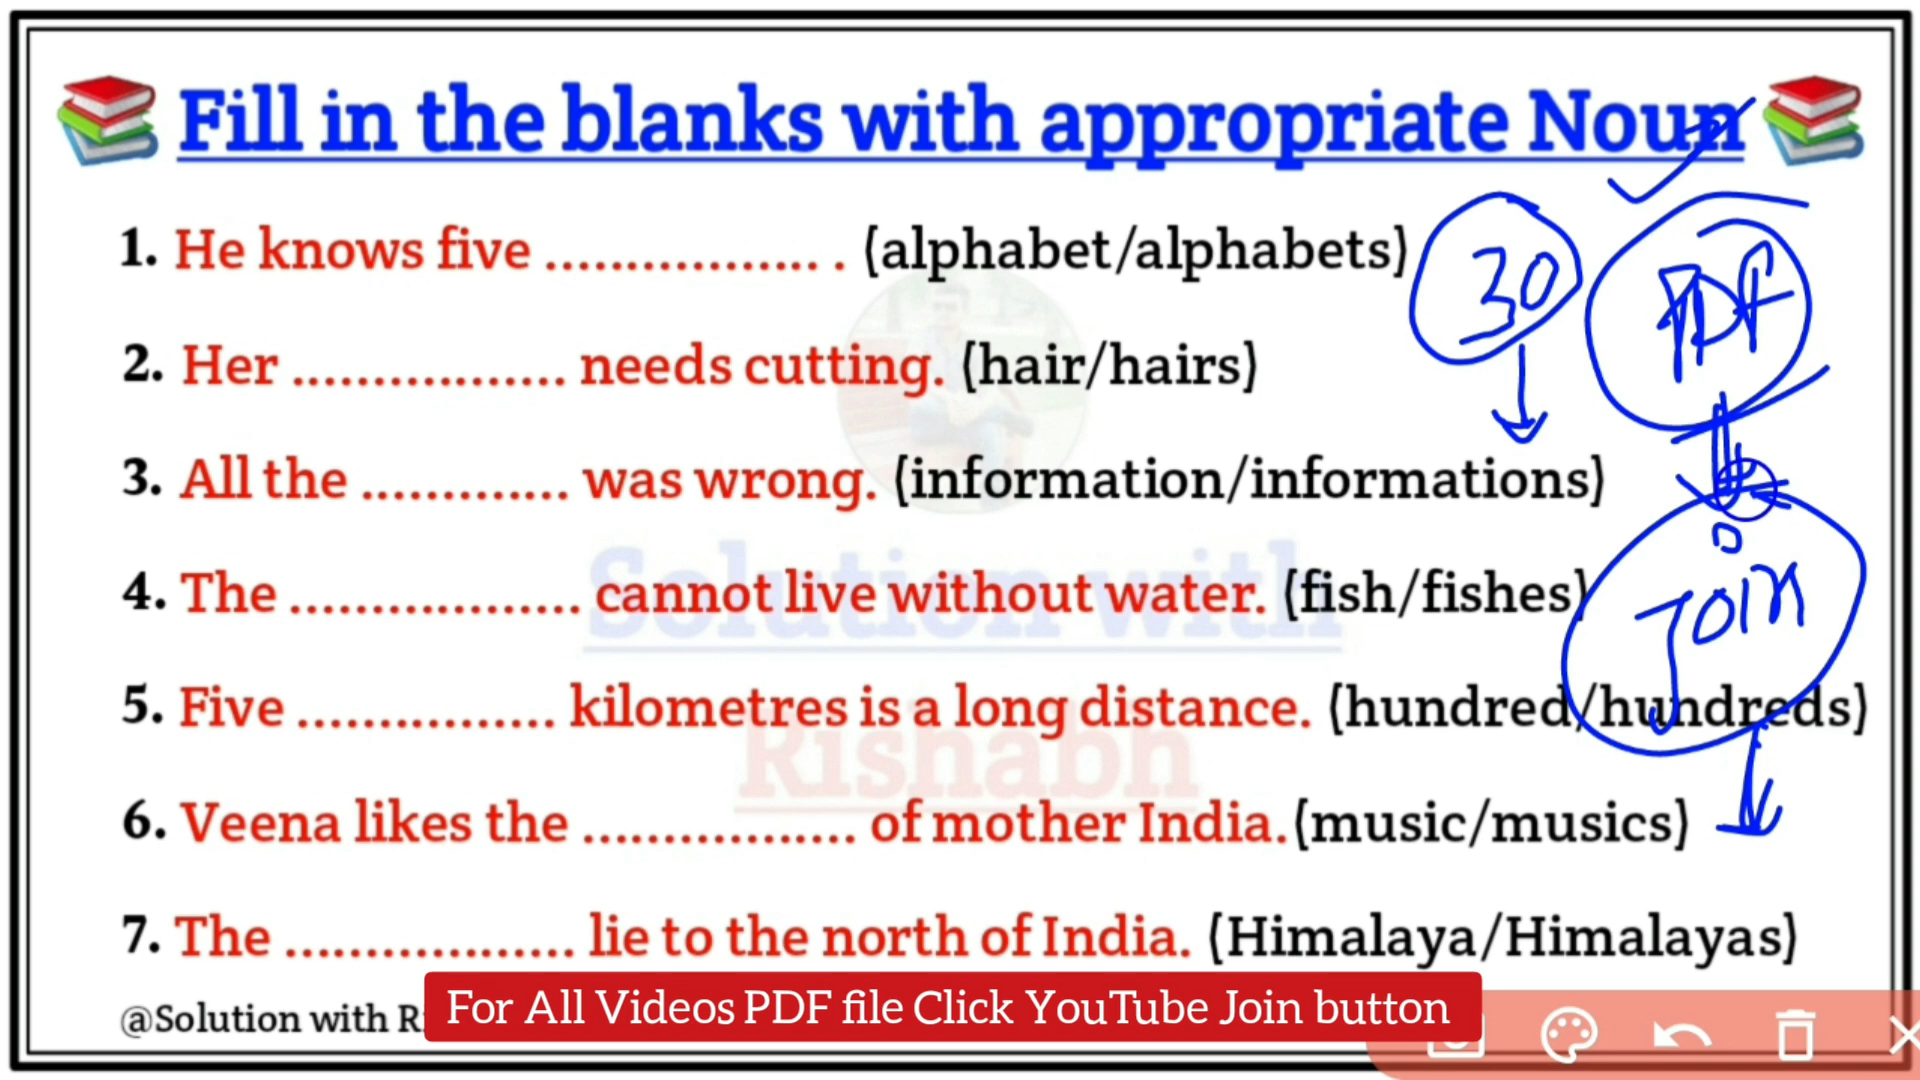 Fill in the blanks with appropriate Noun
1. He knows five ................. . (alphabet/alphabets)
30
PDF
2. Her ................. needs cutting. (hair/hairs)
3. All the ............. was wrong. (information/informations)
4. The .................. cannot live without water. (fish/fishes)
Join
5. Five ................ kilometres is a long distance. (hundred/hundreds)
6. Veena likes the ................. of mother India. (music/musics)
7. The .................. lie to the north of India. (Himalaya/Himalayas)
Solution with
Rishabh
@Solution with R
For All Videos PDF file Click YouTube Join button